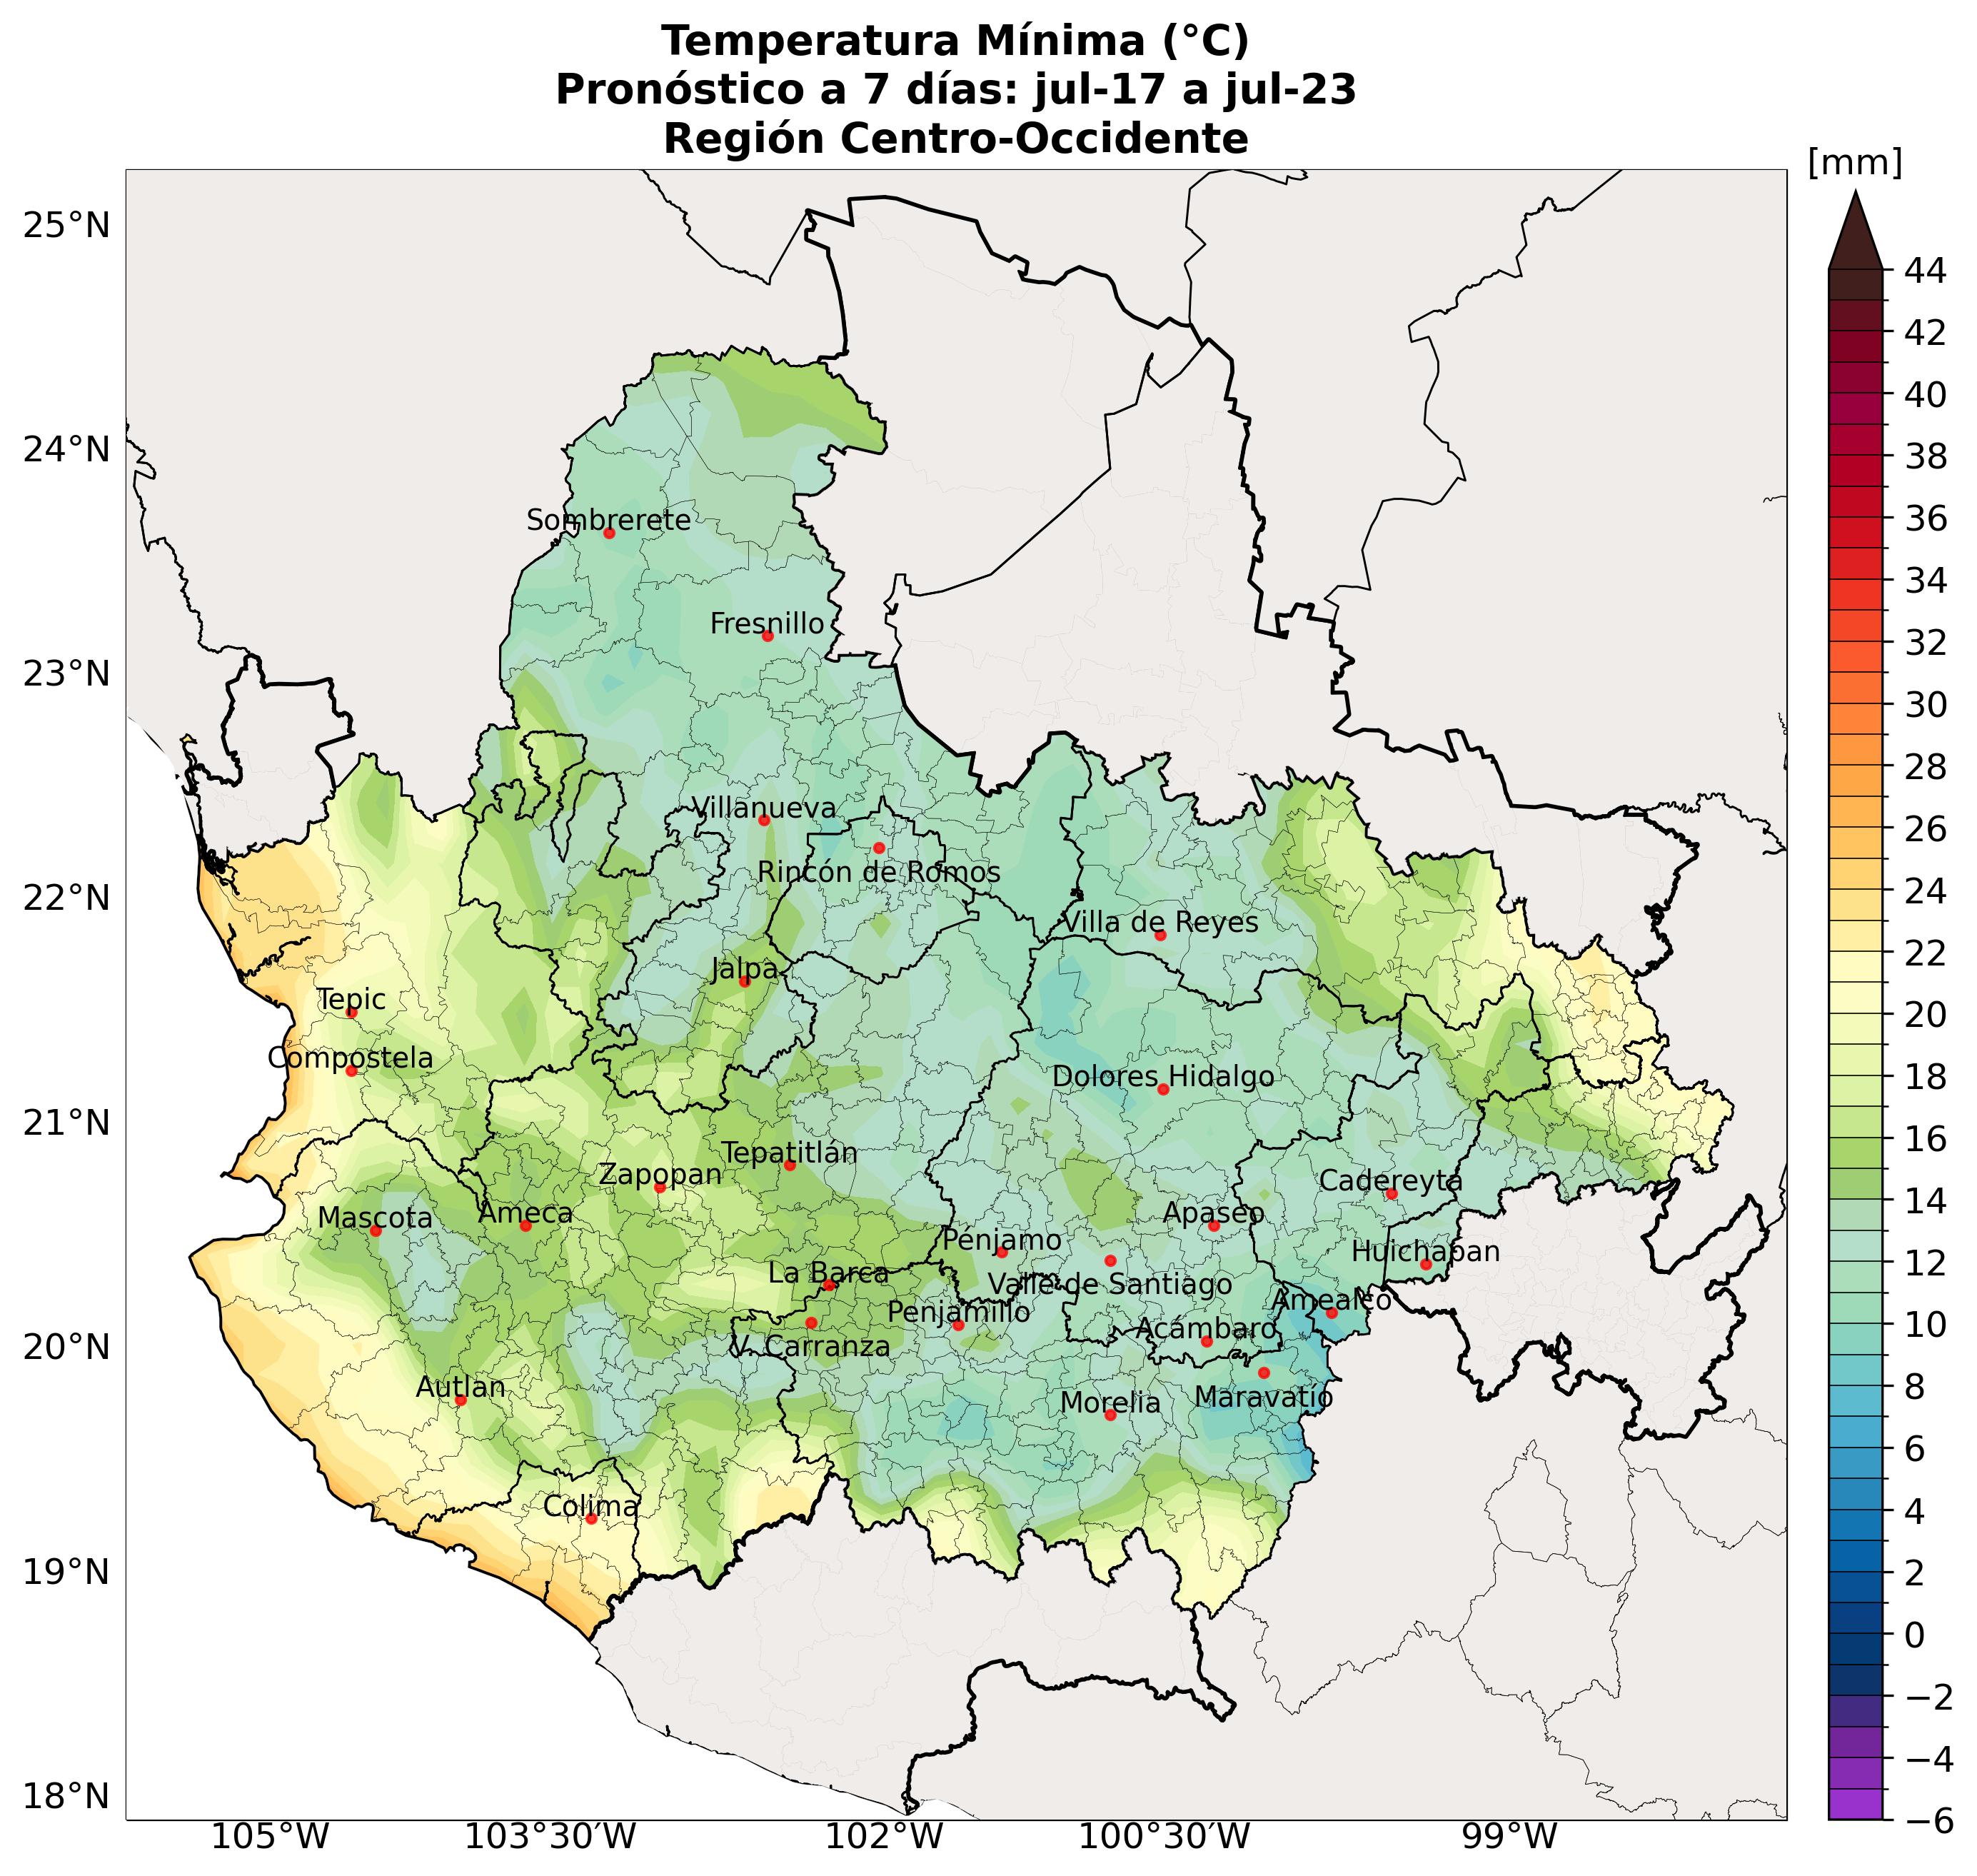 Temperatura Mínima (°C)
Pronóstico a 7 días: jul-17 a jul-23
Región Centro-Occidente
[mm]
25°N
24°N
23°N
22°N
21°N
20°N
19°N
18°N
Sombrerete
Fresnillo
Villanueva
Rincón de Romos
Villa de Reyes
Jalpa
Tepic
Compostela
Dolores Hidalgo
Tepatitlán
Zapopan
Cadereyta
Mascota
Ameca
Apaseo
Pénjamo
Huichapan
La Barca
Valle de Santiago
Amealco
Penjamillo
Acámbaro
V. Carranza
Autlan
Maravatío
Morelia
Colima
44
42
40
38
36
34
32
30
28
26
24
22
20
18
16
14
12
10
8
6
4
2
0
−2
−4
−6
105°W
103°30′W
102°W
100°30′W
99°W